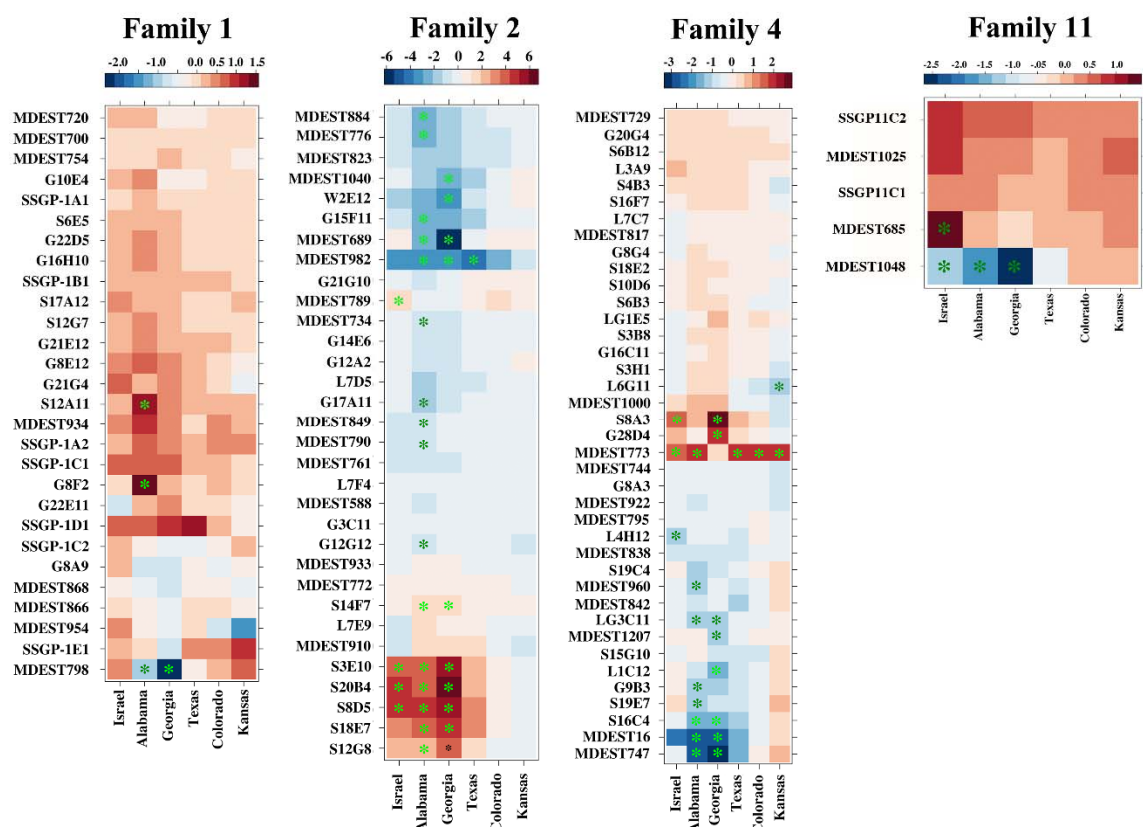 Family 1
-2.0 -1.0 0.0 0.5 1.0 1.5
MDEST720
MDEST700
MDEST754
G10E4
SSGP-1A1
S6E5
G22D5
G16H10
SSGP-1B1
S17A12
S12G7
G21E12
G8E12
G21G4
S12A11
MDEST934
SSGP-1A2
SSGP-1C1
G8F2
G22E11
SSGP-1D1
SSGP-1C2
G8A9
MDEST868
MDEST866
MDEST954
SSGP-1E1
MDEST798
Israel
Alabama
Georgia
Texas
Colorado
Kansas
Family 2
-6 -4 -2 0 2 4 6
MDEST884
MDEST776
MDEST823
MDEST1040
W2E12
G15F11
MDEST689
MDEST982
G21G10
MDEST789
MDEST734
G14E6
G12A2
L7D5
G17A11
MDEST849
MDEST790
MDEST761
L7F4
MDEST588
G3C11
G12G12
MDEST933
MDEST772
S14F7
L7E9
MDEST910
S3E10
S20B4
S8D5
S18E7
S12G8
Israel
Alabama
Georgia
Texas
Colorado
Kansas
Family 4
-3 -2 -1 0 1 2
MDEST729
G20G4
S6B12
L3A9
S4B3
S16F7
L7C7
MDEST817
G8G4
S18E2
S10D6
S6B3
LG1E5
S3B8
G16C11
S3H1
L6G11
MDEST1000
S8A3
G28D4
MDEST773
MDEST744
G8A3
MDEST922
MDEST795
L4H12
MDEST838
S19C4
MDEST960
MDEST842
LG3C11
MDEST1207
S15G10
L1C12
G9B3
S19E7
S16C4
MDEST16
MDEST747
Israel
Alabama
Georgia
Texas
Colorado
Kansas
Family 11
-2.5 -2.0 -1.5 -1.0 -.05 0.0 0.5 1.0
SSGP11C2
MDEST1025
SSGP11C1
MDEST685
MDEST1048
Israel
Alabama
Georgia
Texas
Colorado
Kansas